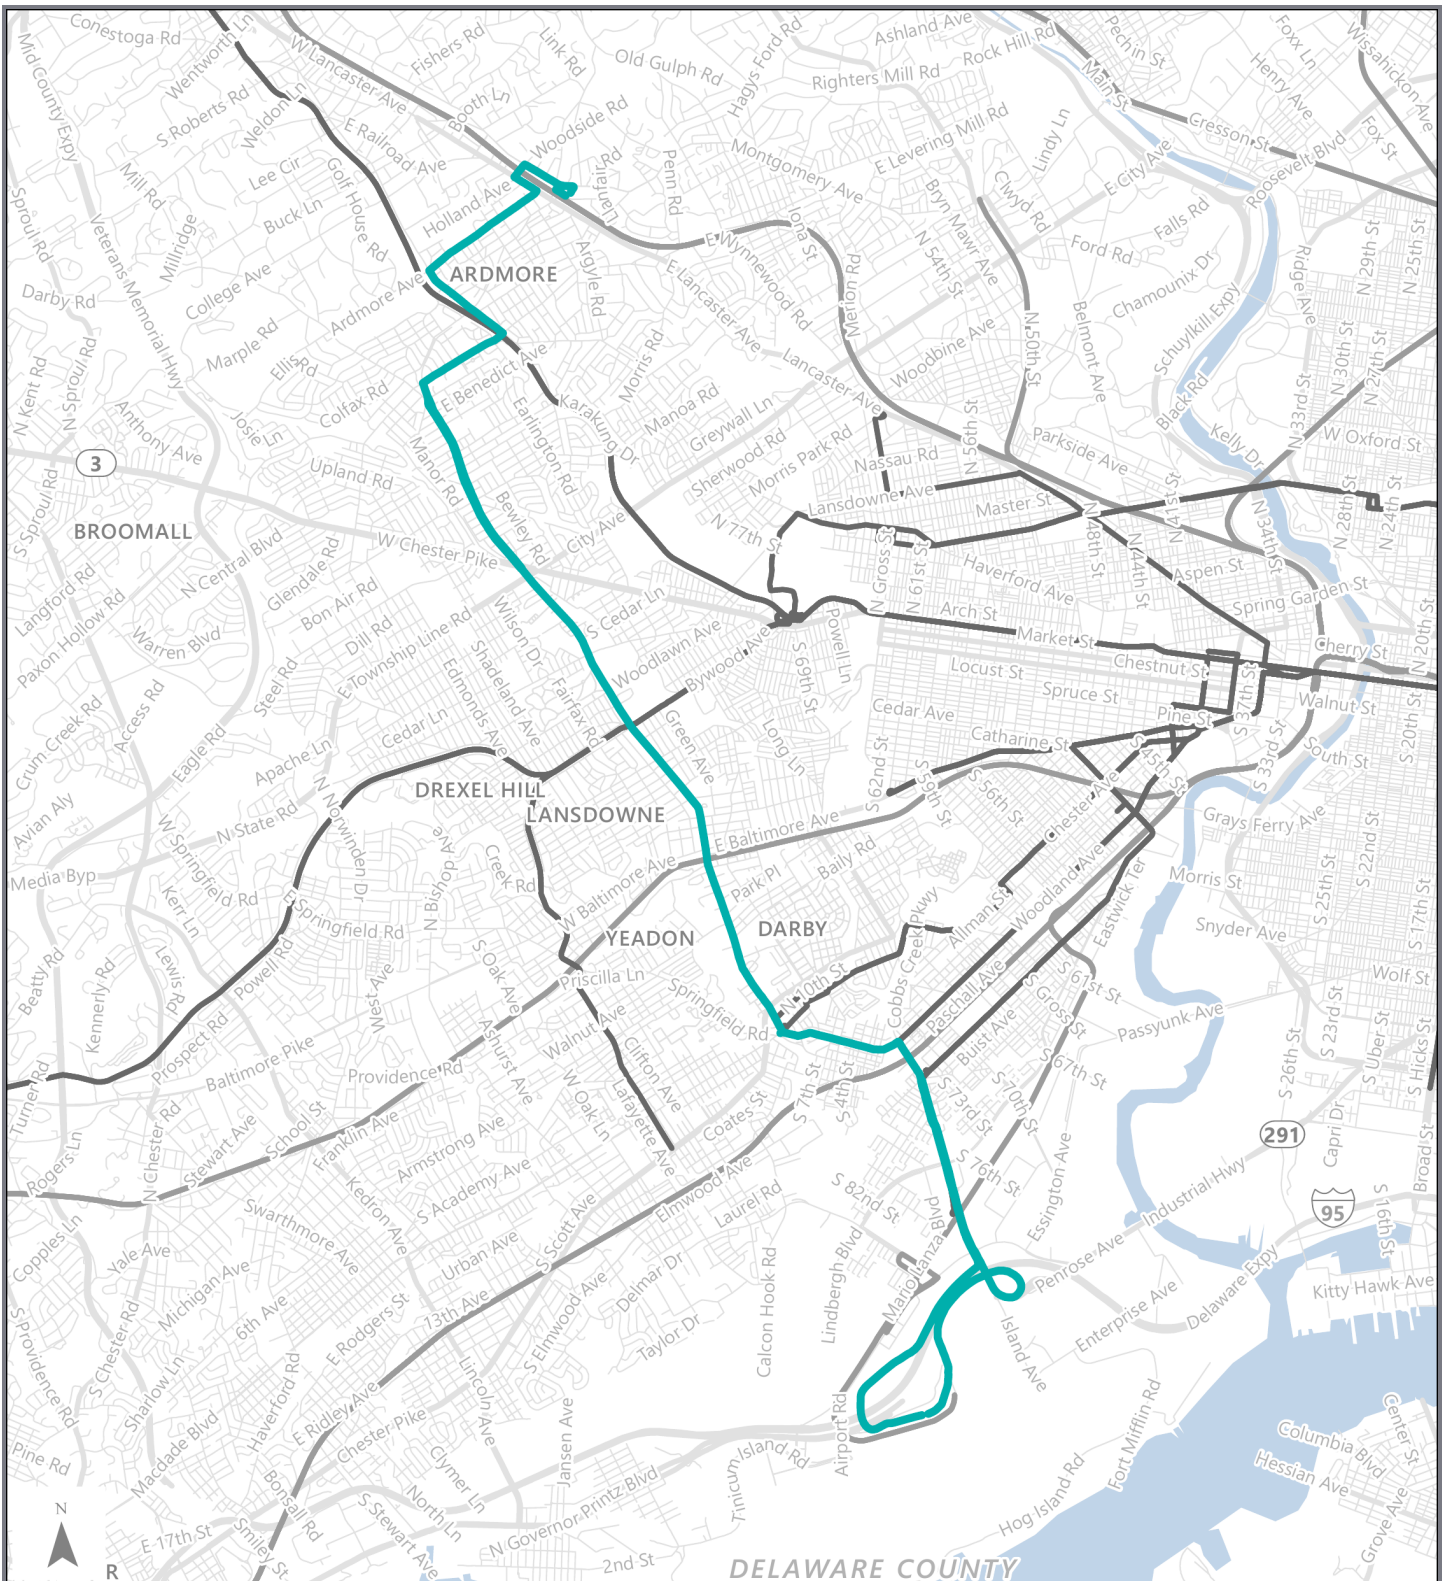 Conestoga Rd
Wentworth Ln
Mid County Expy
W Lancaster Ave
Fishers Rd
Link Rd
Old Gulph Rd
Hagys Ford Rd
Ashland Ave
Rock Hill Rd
Righters Mill Rd
Pechin St
Main St
Foxx Ln
Henry Ave
Wissahickon Ave
Fox St
Cresson St
Roosevelt Blvd
S Roberts Rd
Weldon Ln
Booth Ln
E Railroad Ave
Woodside Rd
Lanfair Rd
Penn Rd
Montgomery Ave
E Levering Mill Rd
Lindy Ln
E City Ave
Lee Cir
Mill Rd
Golf House Rd
Holland Ave
Buck Ln
Millridge
Sproul Rd
Veterans Memorial Hwy
Iona St
Bryn Mawr Ave
Clwyd Rd
N 54th St
Falls Rd
Ford Rd
Ridge Ave
N 29th St
N 25th St
E Wynnewood Rd
Argyle Rd
E Lancaster Ave
Merion Rd
College Ave
ARDMORE
Ardmore Ave
Darby Rd
Chamounix Dr
Schuylkill Expy
Belmont Ave
N 50th St
Marple Rd
Ellis Rd
Morris Rd
E Benedict Ave
Lancaster Ave
Woodbine Ave
N 30th St
N 27th St
N Kent Rd
N Sproul Rd
Anthony Ave
Josie Ln
Colfax Rd
Earlington Rd
Karakung Dr
Manoa Rd
Greywall Ln
Black Rd
Kelly Dr
N 33rd St
W Oxford St
3
Manor Rd
Upland Rd
Sherwood Rd
Morris Park Rd
Nassau Rd
N 56th St
Parkside Ave
S Sproul Rd
Lansdowne Ave
Master St
N 41st St
N 34th St
N 28th St
N 24th St
BROOMALL
Bewley Rd
City Ave
N 77th St
W Chester Pike
N Central Blvd
Glendale Rd
N Gross St
N 61st St
N 48th St
N 44th St
Haverford Ave
Aspen St
Spring Garden St
Langford Rd
Paxon Hollow Rd
Bon Air Rd
Wilson Dr
S Cedar Ln
Arch St
Market St
Cherry St
N 20th St
Warren Blvd
Dill Rd
E Township Line Rd
Shadeland Ave
Woodlawn Ave
Bywood Ave
Powell Ln
S 69th St
Locust St
Chestnut St
Steel Rd
Edmonds Ave
Fairfax Rd
Spruce St
S 37th St
Walnut St
Crum Creek Rd
Access Rd
Eagle Rd
Cedar Ln
Green Ave
Long Ln
Cedar Ave
Catharine St
Pine St
S 45th St
S 33rd St
South St
S 20th St
Apache Ln
DREXEL HILL
S 62nd St
S 59th St
S 56th St
Chester Ave
Avian Aly
N State Rd
N Norwinden Dr
LANSDOWNE
E Baltimore Ave
Grays Ferry Ave
W Springfield Rd
N Bishop Ave
Creek Rd
Baily Rd
S 22nd St
Media Byp
Kerr Ln
W Baltimore Ave
Park Pl
Woodland Ave
Morris St
S 25th St
S 17th St
E Springfield Rd
YEADON
DARBY
Allman St
Eastwick Ter
Snyder Ave
Beatty Rd
Lewis Rd
Powell Rd
S Oak Ave
Priscilla Ln
Springfield Rd
N 10th St
Cobbs Creek Pkwy
S 61st St
Wolf St
Kennerly Rd
West Ave
Paschall Ave
S Gross St
Passyunk Ave
S 23rd St
Prospect Rd
Ashurst Ave
Walnut Ave
Clifton Ave
Buist Ave
S 67th St
S 26th St
S Uber St
S Hicks St
Turner Rd
Baltimore Pike
Providence Rd
W Oak Ln
Lafayette Ave
S 7th St
S 4th St
S 73rd St
S 70th St
N Chester Rd
Stewart Ave
School St
Franklin Ave
Armstrong Ave
Coates St
291
Capri Dr
Broad St
Rogers Ln
S Academy Ave
Elmwood Ave
S 76th St
Essington Ave
Industrial Hwy
Kedron Ave
Laurel Rd
S 82nd St
95
S 16th St
Copples Ln
Yale Ave
Swarthmore Ave
S Scott Ave
Urban Ave
Calcon Hook Rd
Lindbergh Blvd
Mario Lanza Blvd
Penrose Ave
Delaware Expy
Kitty Hawk Ave
Michigan Ave
6th Ave
E Rodgers St
13th Ave
Delmar Dr
S Elmwood Ave
Taylor Dr
Enterprise Ave
Island Ave
S Providence Rd
S Chester Rd
Sharlow Ln
Haverford Rd
E Ridley Ave
Lincoln Ave
Airport Rd
Fort Mifflin Rd
Center St
Pine Rd
Macdade Blvd
Chester Pike
Jansen Ave
Tinicum Island Rd
Columbia Blvd
Hessian Ave
Clymer Ln
North Ln
N Governor Printz Blvd
Hog Island Rd
Bonsall Rd
S Stewart Ave
Grove Ave
N
E 17th St
Smiley St
2nd St
DELAWARE COUNTY
R